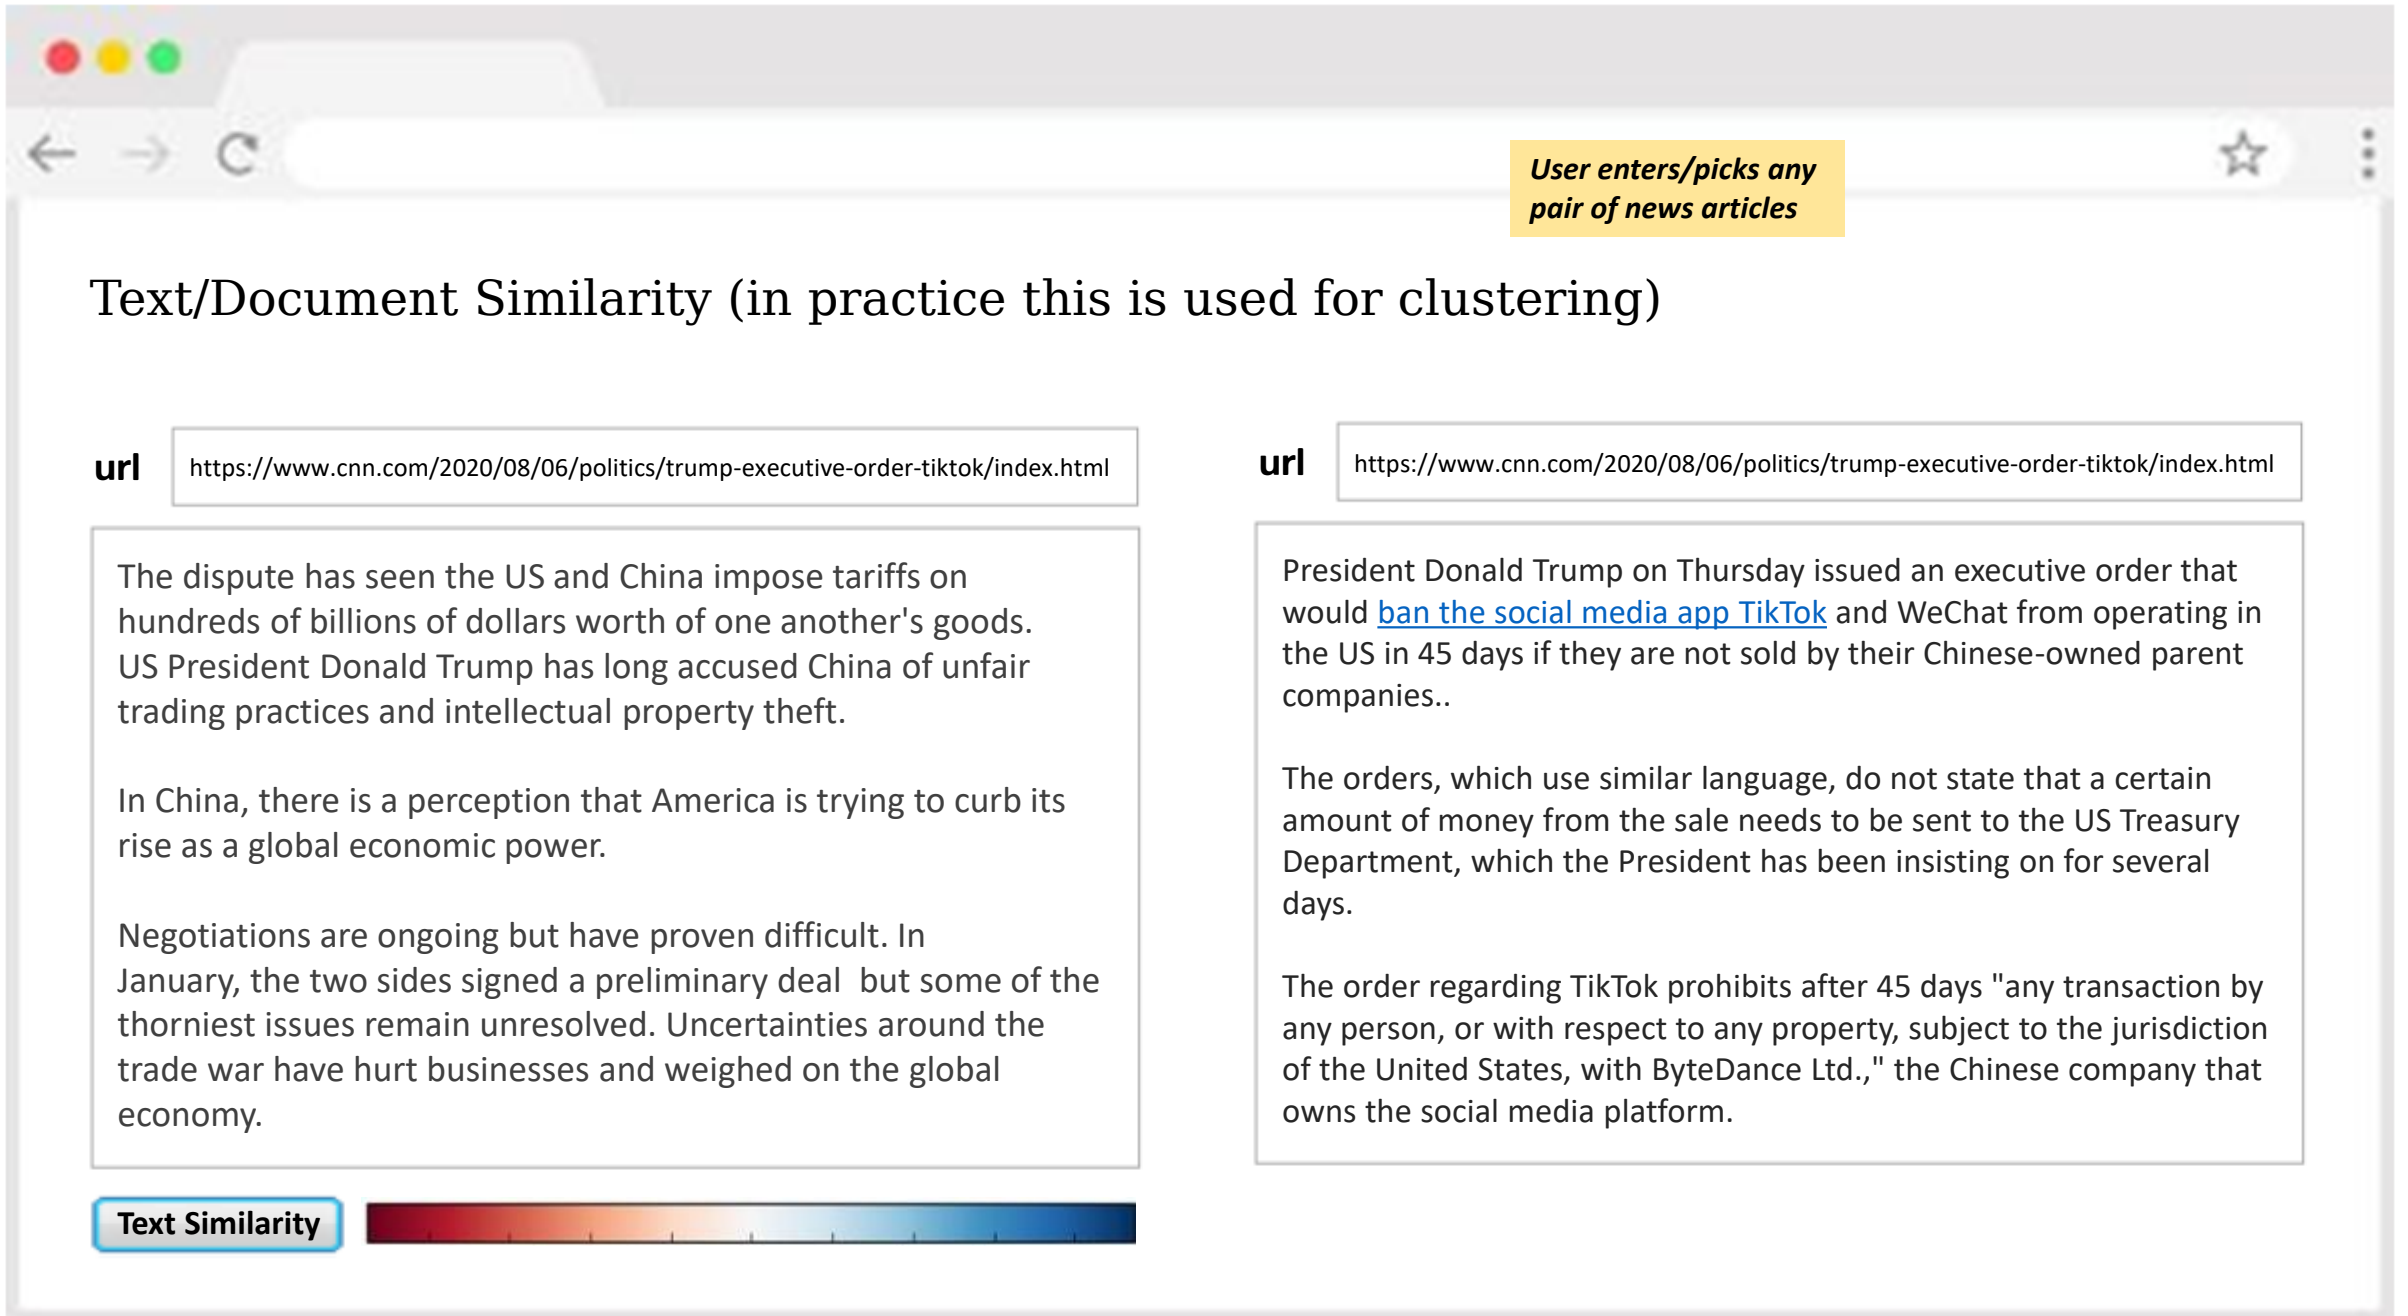 User enters/picks any
pair of news articles
Text/Document Similarity (in practice this is used for clustering)
url
https://www.cnn.com/2020/08/06/politics/trump-executive-order-tiktok/index.html
The dispute has seen the US and China impose tariffs on
hundreds of billions of dollars worth of one another's goods.
US President Donald Trump has long accused China of unfair
trading practices and intellectual property theft.
In China, there is a perception that America is trying to curb its
rise as a global economic power.
Negotiations are ongoing but have proven difficult. In
January, the two sides signed a preliminary deal  but some of the
thorniest issues remain unresolved. Uncertainties around the
trade war have hurt businesses and weighed on the global
economy.
url
https://www.cnn.com/2020/08/06/politics/trump-executive-order-tiktok/index.html
President Donald Trump on Thursday issued an executive order that
would ban the social media app TikTok and WeChat from operating in
the US in 45 days if they are not sold by their Chinese-owned parent
companies..
The orders, which use similar language, do not state that a certain
amount of money from the sale needs to be sent to the US Treasury
Department, which the President has been insisting on for several
days.
The order regarding TikTok prohibits after 45 days "any transaction by
any person, or with respect to any property, subject to the jurisdiction
of the United States, with ByteDance Ltd.," the Chinese company that
owns the social media platform.
Text Similarity